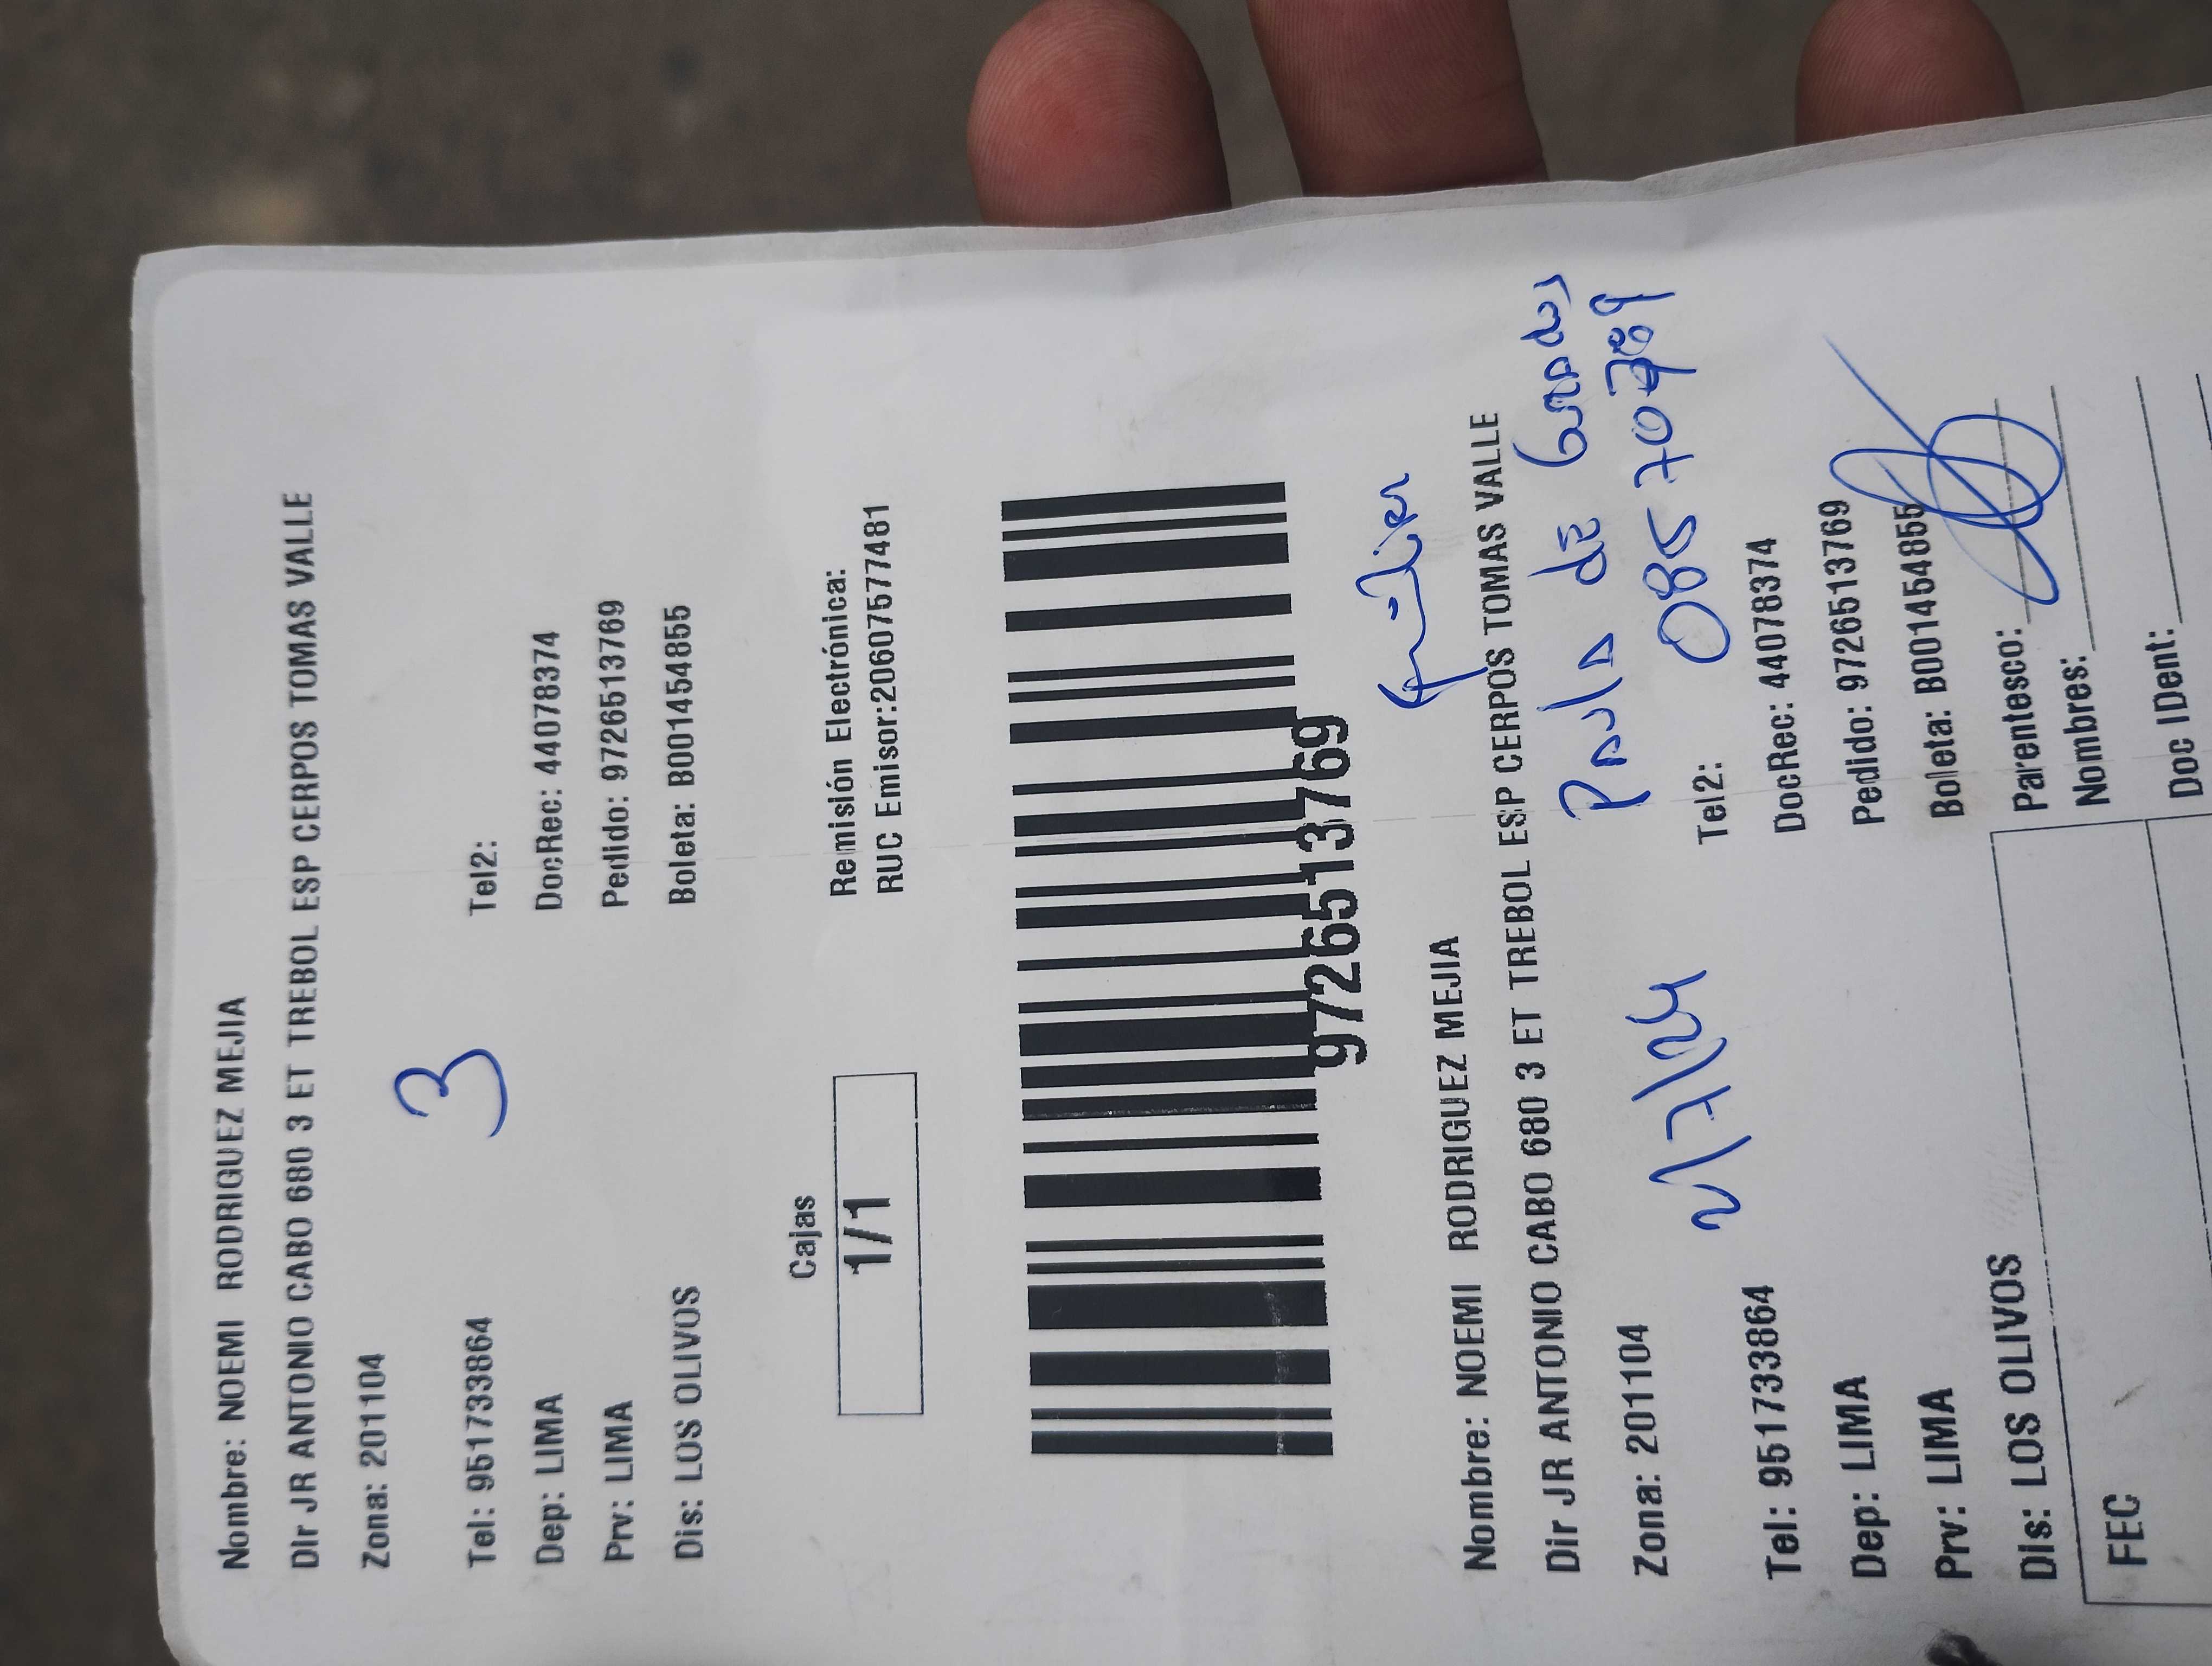 Nombre: NOEMI RODRIGUEZ MEJIA
Dir JR ANTONIO CABO 680 3 ET TREBOL ESP CERPOS TOMAS VALLE
Zona: 201104
3
Tel: 951733864 Tel2:
Dep: LIMA DocRec: 44078374
Prv: LIMA Pedido: 9726513769
Dis: LOS OLIVOS Boleta: B001454855
Cajas
1/1
Remisión Electrónica:
RUC Emisor:20607577481
9726513769
Nombre: NOEMI RODRIGUEZ MEJIA
Dir JR ANTONIO CABO 680 3 ET TREBOL ESP CERPOS TOMAS VALLE
Paula de
Zona: 201104
2/7/24
Tel: 951733864 Tel2:
Dep: LIMA DocRec: 44078374
Prv: LIMA Pedido: 9726513769
Dis: LOS OLIVOS Boleta: B001454855
Parentesco:
FEC
Nombres:
Doc IDent: